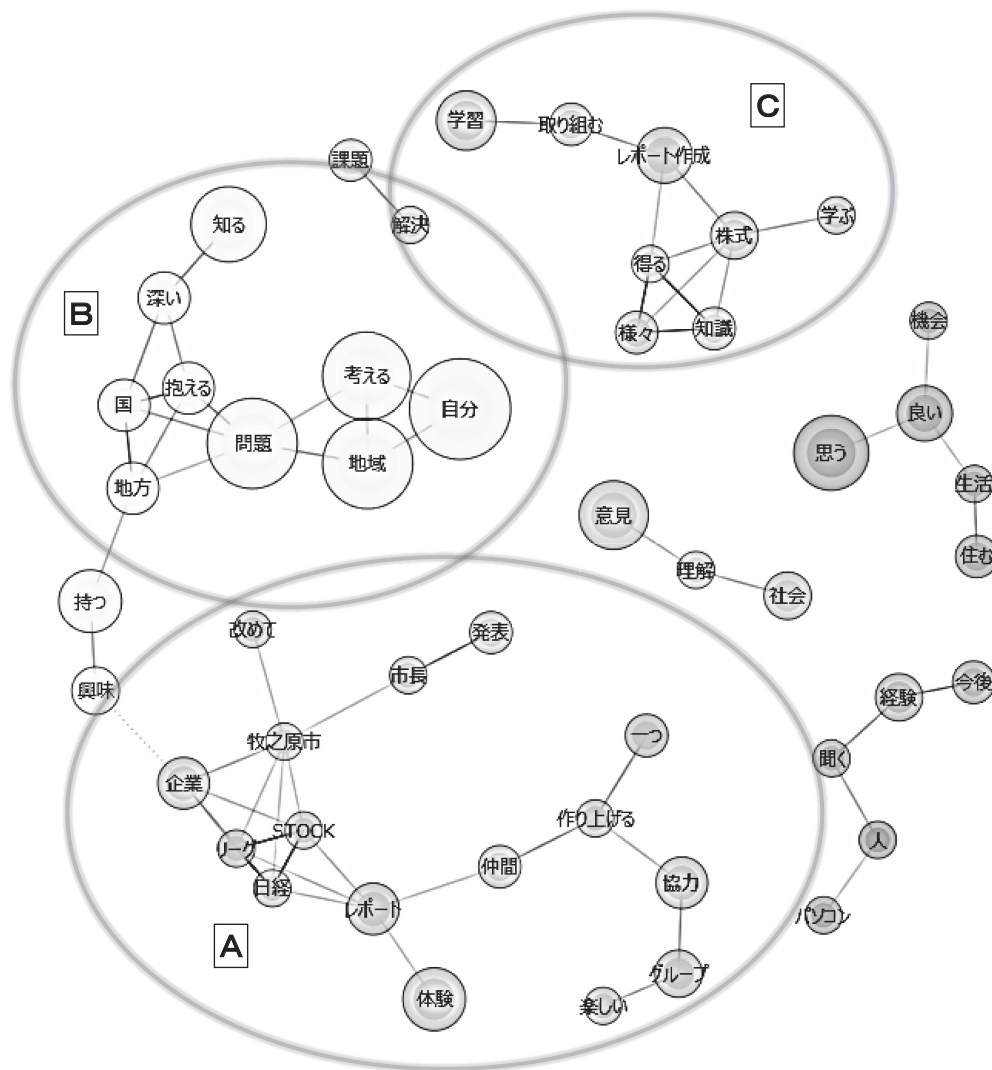 C
学習
取り組む
レポート作成
課題
解決
株式
学ぶ
得る
様々
知識
知る
B
深い
国
抱える
考える
自分
問題
地域
地方
機会
良い
思う
生活
住む
意見
理解
社会
持つ
興味
改めて
発表
市長
牧之原市
企業
STOCK
リーグ
日経
レポート
一つ
作り上げる
仲間
協力
グループ
楽しい
体験
A
今後
経験
聞く
人
パソコン